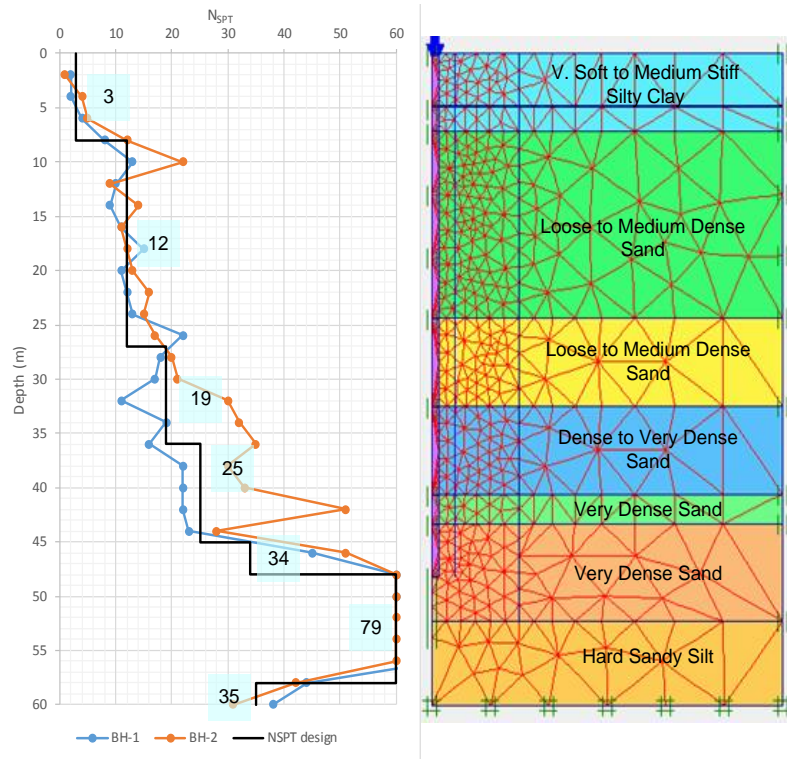 N_SPT
0
10
20
30
40
50
60
0
5
10
15
20
25
30
35
40
45
50
55
60
Depth (m)
3
12
19
25
34
79
35
BH-1
BH-2
NSPT design
V. Soft to Medium Stiff
Silty Clay
Loose to Medium Dense
Sand
Loose to Medium Dense
Sand
Dense to Very Dense
Sand
Very Dense Sand
Very Dense Sand
Hard Sandy Silt